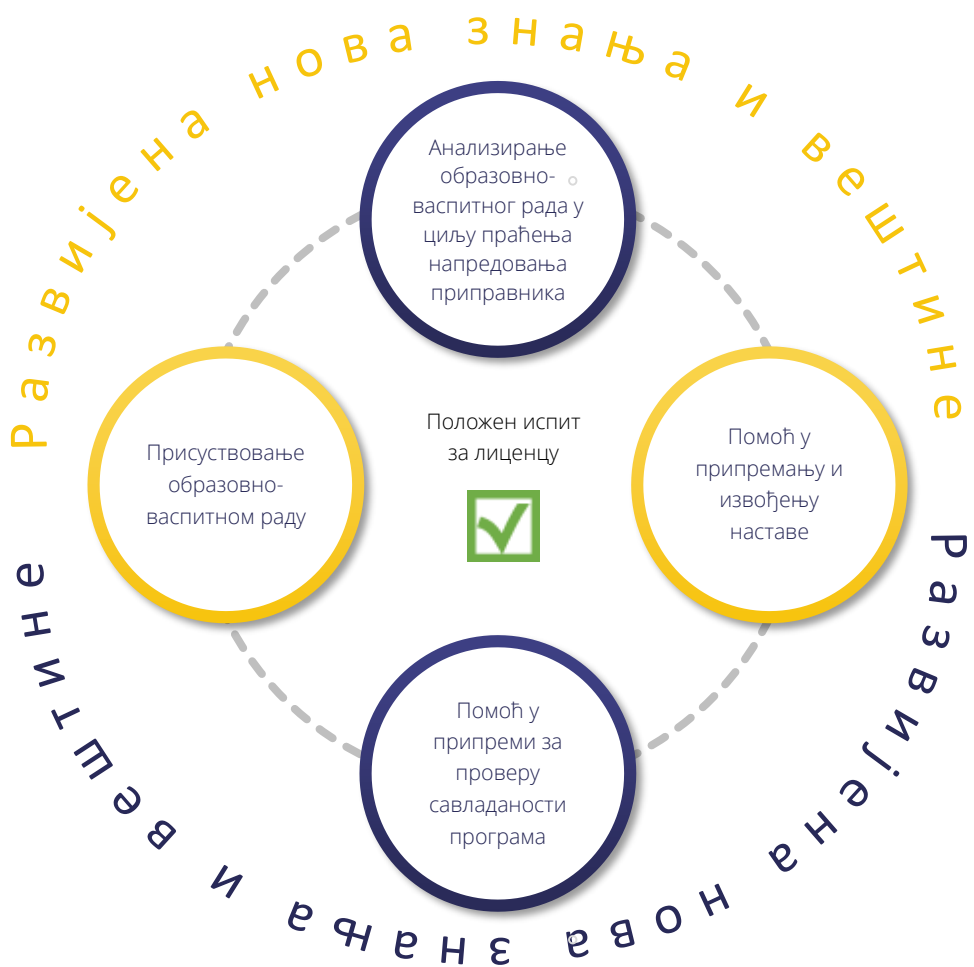 Развијена нова знања и вештине
Анализирање
образовно-
васпитног рада у
циљу праћења
напредовања
приправника
Присуствовање
образовно-
васпитном раду
Положен испит
за лиценцу
Помоћ у
припремању и
извођењу
наставе
Помоћ у
припреми за
проверу
савладаности
програма
Развијена нова знања и вештине